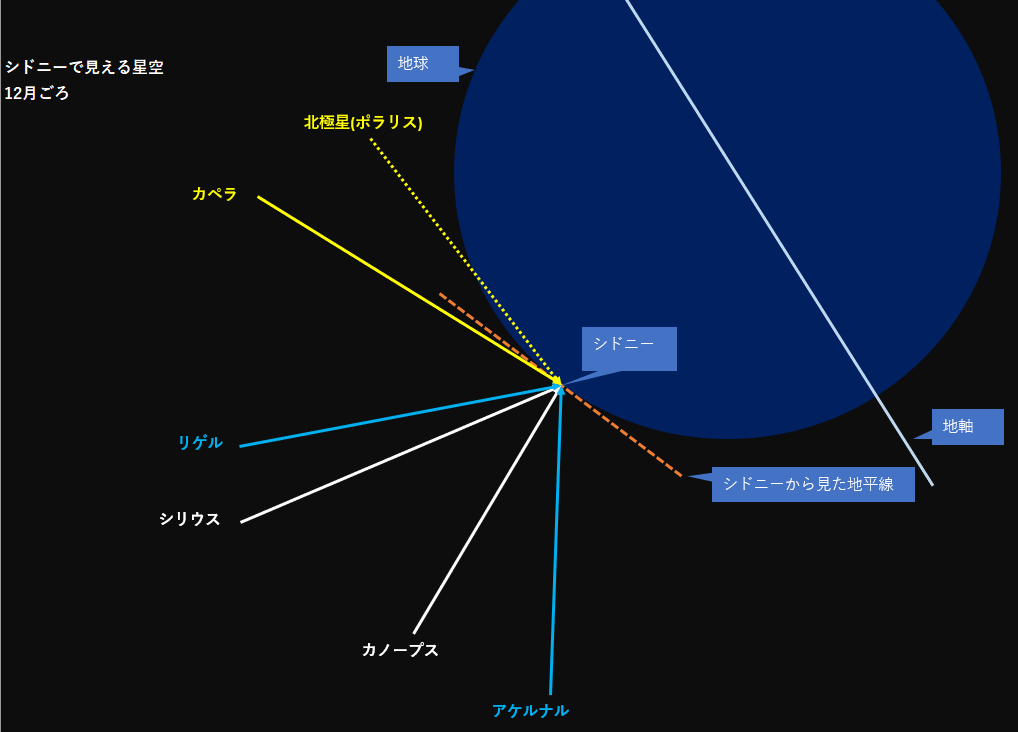 シドニーで見える星空
12月ごろ
地球
北極星(ポラリス)
カペラ
シドニー
地軸
リゲル
シドニーから見た地平線
シリウス
カノープス
アケルナル